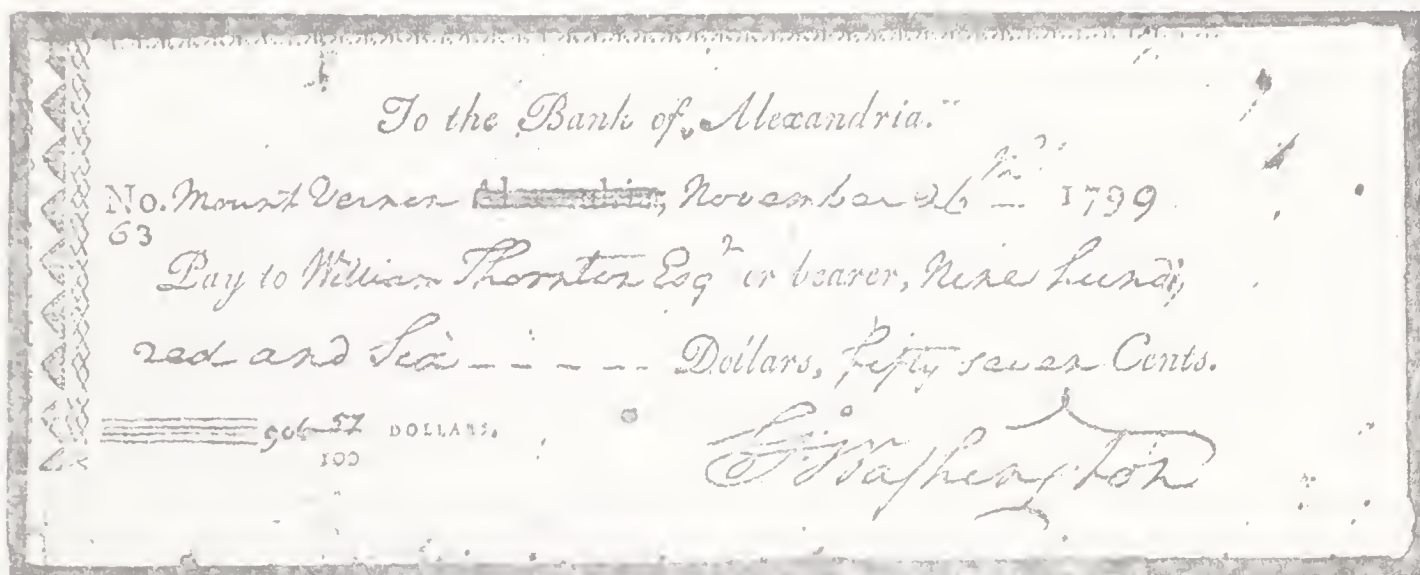 To the Bank of Alexandria.
No. Mount Vernon Alexandria, November 26th 1799
63
Pay to William Thornton Esqr or bearer, Nine hund,
red and Six ---- Dollars, fifty seven Cents.
906 57/100 DOLLARS.
Go Washington